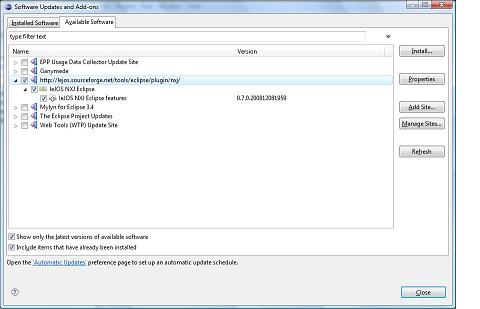 Software Updates and Add-ons
Installed Software
Available Software
type filter text
Name
Version
Install...
EPP Usage Data Collector Update Site
Ganymede
http://lejos.sourceforge.net/tools/eclipse/plugin/nxj/
Properties
leJOS NXJ Eclipse
leJOS NXJ Eclipse features
0.7.0.200812081959
Mylyn for Eclipse 3.4
Add Site...
The Eclipse Project Updates
Web Tools (WTP) Update Site
Manage Sites...
Refresh
Show only the latest versions of available software
Include items that have already been installed
Open the 'Automatic Updates' preference page to set up an automatic update schedule.
Close